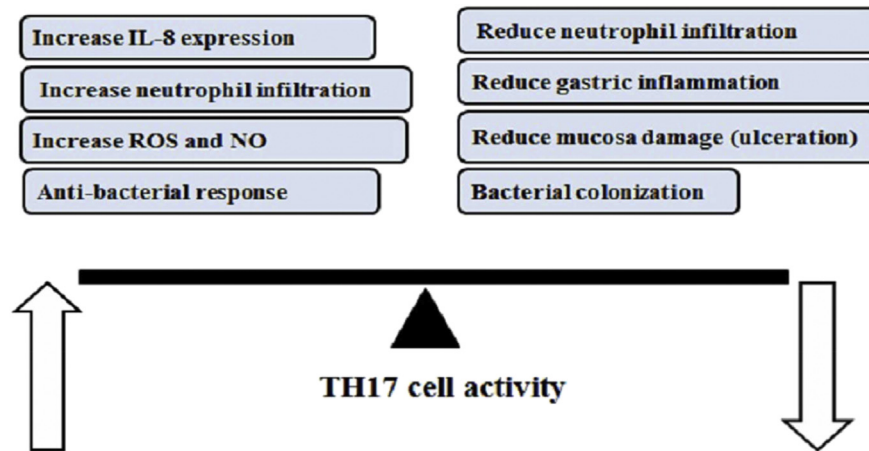 Increase IL-8 expression
Increase neutrophil infiltration
Increase ROS and NO
Anti-bacterial response
Reduce neutrophil infiltration
Reduce gastric inflammation
Reduce mucosa damage (ulceration)
Bacterial colonization
TH17 cell activity